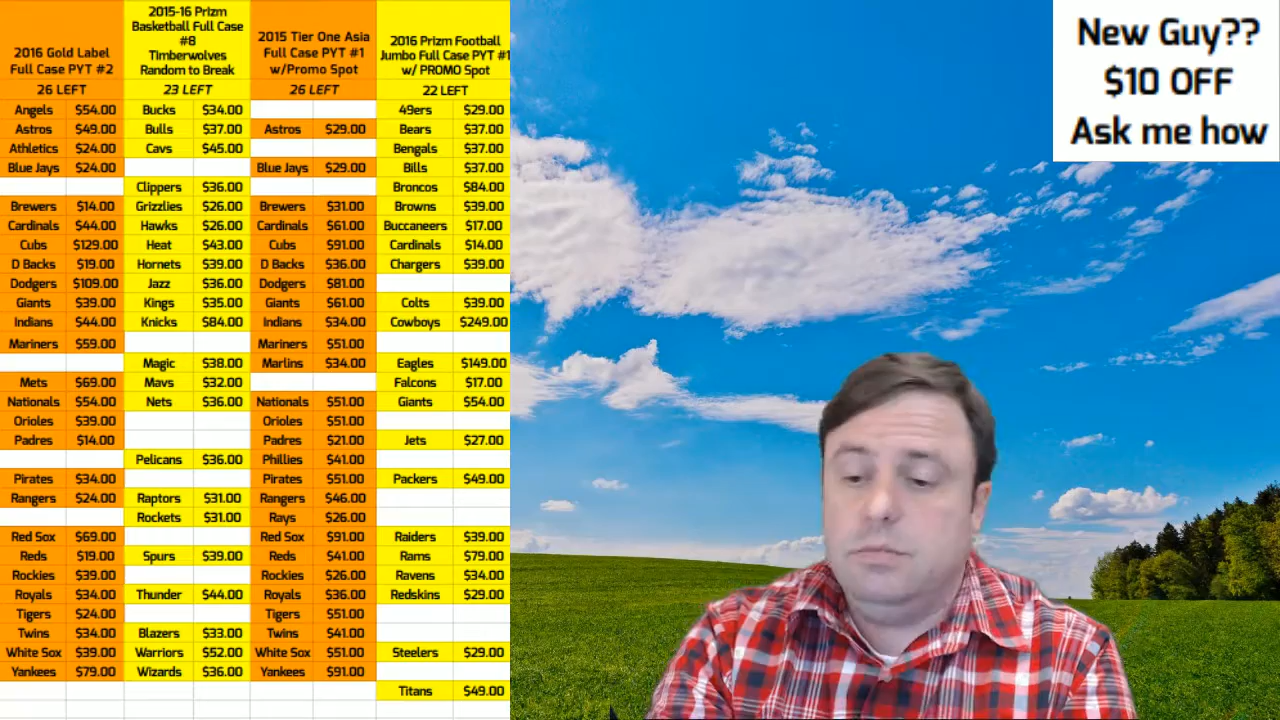 2016 Gold Label
Full Case PYT #2
26 LEFT
Angels $54.00
Astros $49.00
Athletics $24.00
Blue Jays $24.00
Brewers $14.00
Cardinals $44.00
Cubs $129.00
D Backs $19.00
Dodgers $109.00
Giants $39.00
Indians $44.00
Mariners $59.00
Mets $69.00
Nationals $54.00
Orioles $39.00
Padres $14.00
Pirates $34.00
Rangers $24.00
Red Sox $69.00
Reds $19.00
Rockies $39.00
Royals $34.00
Tigers $24.00
Twins $34.00
White Sox $39.00
Yankees $79.00
2015-16 Prizm
Basketball Full Case
#8
Timberwolves
Random to Break
23 LEFT
Bucks $34.00
Bulls $37.00
Cavs $45.00
Clippers $36.00
Grizzlies $26.00
Hawks $26.00
Heat $43.00
Hornets $39.00
Jazz $36.00
Kings $35.00
Knicks $84.00
Magic $38.00
Mavs $32.00
Nets $36.00
Pelicans $36.00
Raptors $31.00
Rockets $31.00
Spurs $39.00
Thunder $44.00
Blazers $33.00
Warriors $52.00
Wizards $36.00
2015 Tier One Asia
Full Case PYT #1
w/Promo Spot
26 LEFT
Astros $29.00
Blue Jays $29.00
Brewers $31.00
Cardinals $61.00
Cubs $91.00
D Backs $36.00
Dodgers $81.00
Giants $61.00
Indians $34.00
Mariners $51.00
Marlins $34.00
Nationals $51.00
Orioles $51.00
Padres $21.00
Phillies $41.00
Pirates $51.00
Rangers $46.00
Rays $26.00
Red Sox $91.00
Reds $41.00
Rockies $26.00
Royals $36.00
Tigers $51.00
Twins $41.00
White Sox $51.00
Yankees $91.00
2016 Prizm Football
Jumbo Full Case PYT #1
w/ PROMO Spot
22 LEFT
49ers $29.00
Bears $37.00
Bengals $37.00
Bills $37.00
Broncos $84.00
Browns $39.00
Buccaneers $17.00
Cardinals $14.00
Chargers $39.00
Colts $39.00
Cowboys $249.00
Eagles $149.00
Falcons $17.00
Giants $54.00
Jets $27.00
Packers $49.00
Raiders $39.00
Rams $79.00
Ravens $34.00
Redskins $29.00
Steelers $29.00
Titans $49.00
New Guy??
$10 OFF
Ask me how